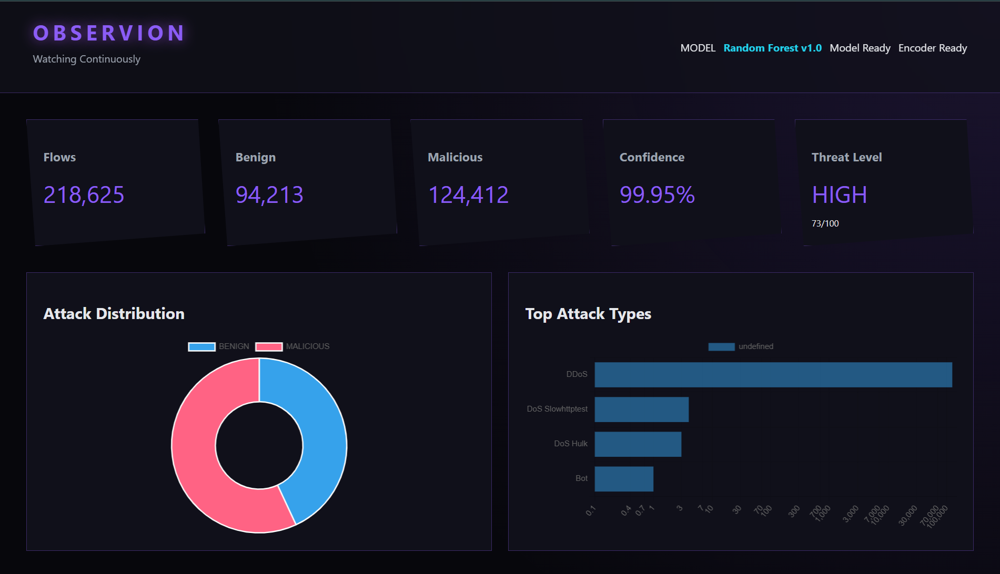 OBSERVION
Watching Continuously
MODEL Random Forest v1.0 Model Ready Encoder Ready
Flows
218,625
Benign
94,213
Malicious
124,412
Confidence
99.95%
Threat Level
HIGH
73/100
Attack Distribution
BENIGN MALICIOUS
Top Attack Types
undefined
DDoS
DoS Slowhttptest
DoS Hulk
Bot
0.1 0.4 0.7 1 3 7 10 30 70 100 300 700 1,000 3,000 7,000 10,000 30,000 70,000 100,000